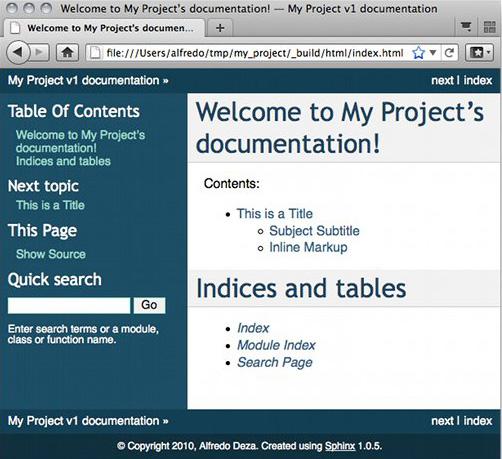 Welcome to My Project's documentation! — My Project v1 documentation
Welcome to My Project's documentat...
file:///Users/alfredo/tmp/my_project/_build/html/index.html
My Project v1 documentation »
next | index
Table Of Contents
Welcome to My Project's
documentation!
Indices and tables
Next topic
This is a Title
This Page
Show Source
Quick search
Go
Enter search terms or a module,
class or function name.
Welcome to My Project's
documentation!
Contents:
This is a Title
Subject Subtitle
Inline Markup
Indices and tables
Index
Module Index
Search Page
My Project v1 documentation »
next | index
© Copyright 2010, Alfredo Deza. Created using Sphinx 1.0.5.